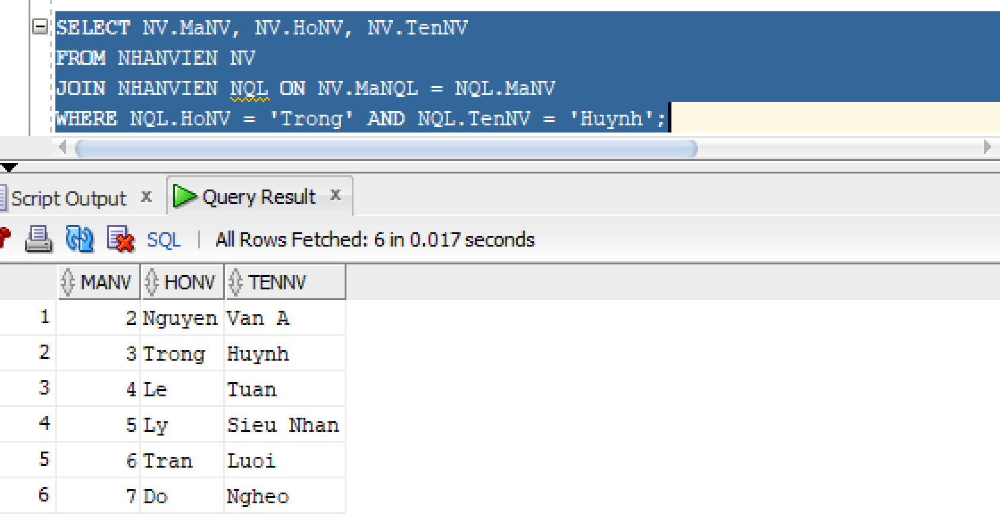 SELECT NV.MaNV, NV.HoNV, NV.TenNV
FROM NHANVIEN NV
JOIN NHANVIEN NQL ON NV.MaNQL = NQL.MaNV
WHERE NQL.HoNV = 'Trong' AND NQL.TenNV = 'Huynh';
Script Output x Query Result x
SQL | All Rows Fetched: 6 in 0.017 seconds
MANV HONV TENNV
1 2 Nguyen Van A
2 3 Trong Huynh
3 4 Le Tuan
4 5 Ly Sieu Nhan
5 6 Tran Luoi
6 7 Do Ngheo